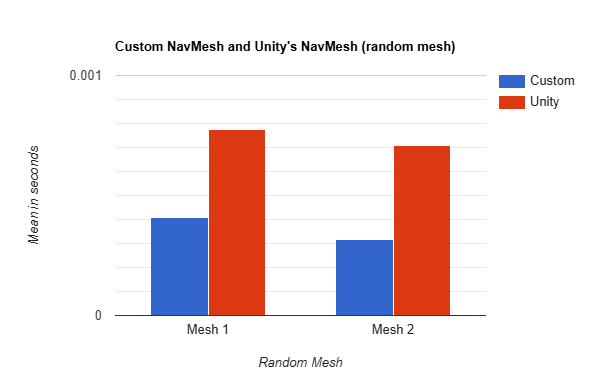 Custom NavMesh and Unity's NavMesh (random mesh)
0.001
Custom
Unity
Mean in seconds
0
Mesh 1 Mesh 2
Random Mesh